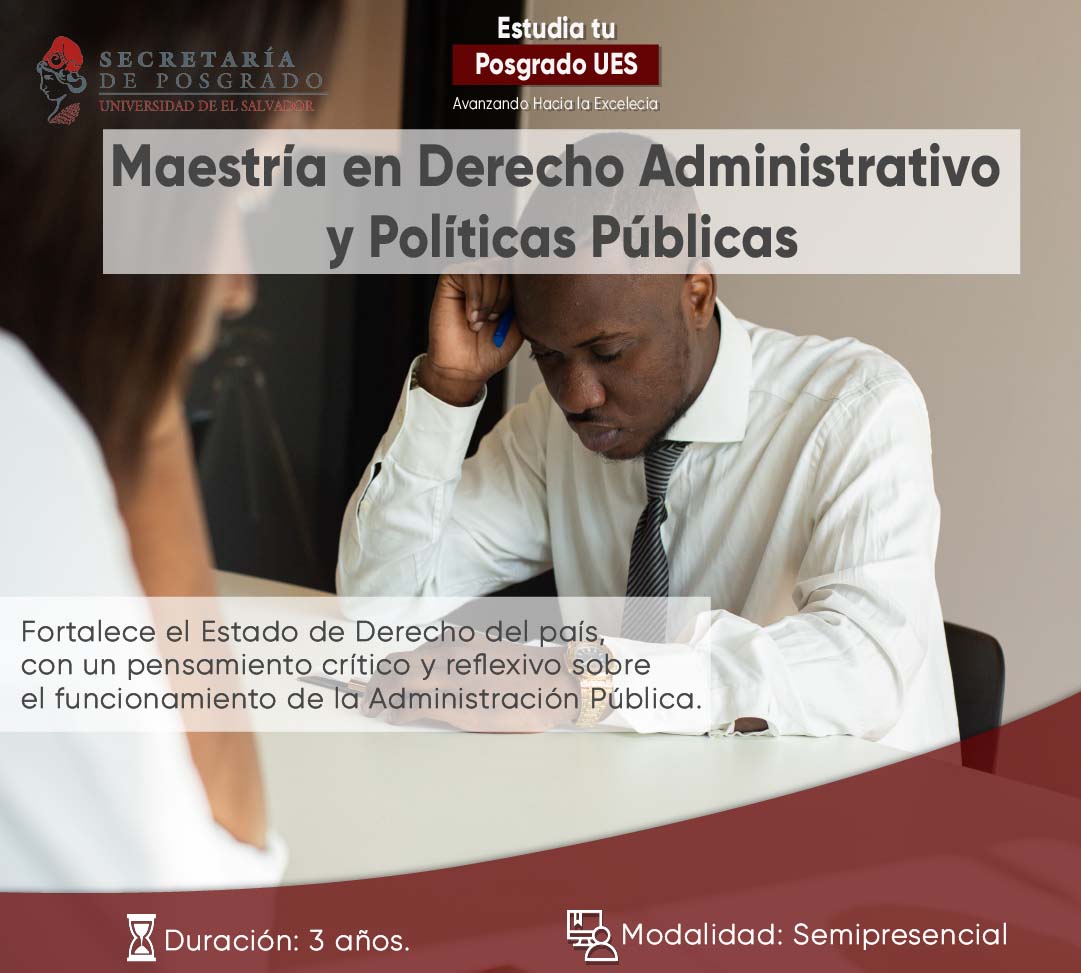 SECRETARÍA
DE POSGRADO
UNIVERSIDAD DE EL SALVADOR
Estudia tu
Posgrado UES
Avanzando Hacia la Excelecia
Maestría en Derecho Administrativo
y Políticas Públicas
Fortalece el Estado de Derecho del país,
con un pensamiento crítico y reflexivo sobre
el funcionamiento de la Administración Pública.
Duración: 3 años.
Modalidad: Semipresencial